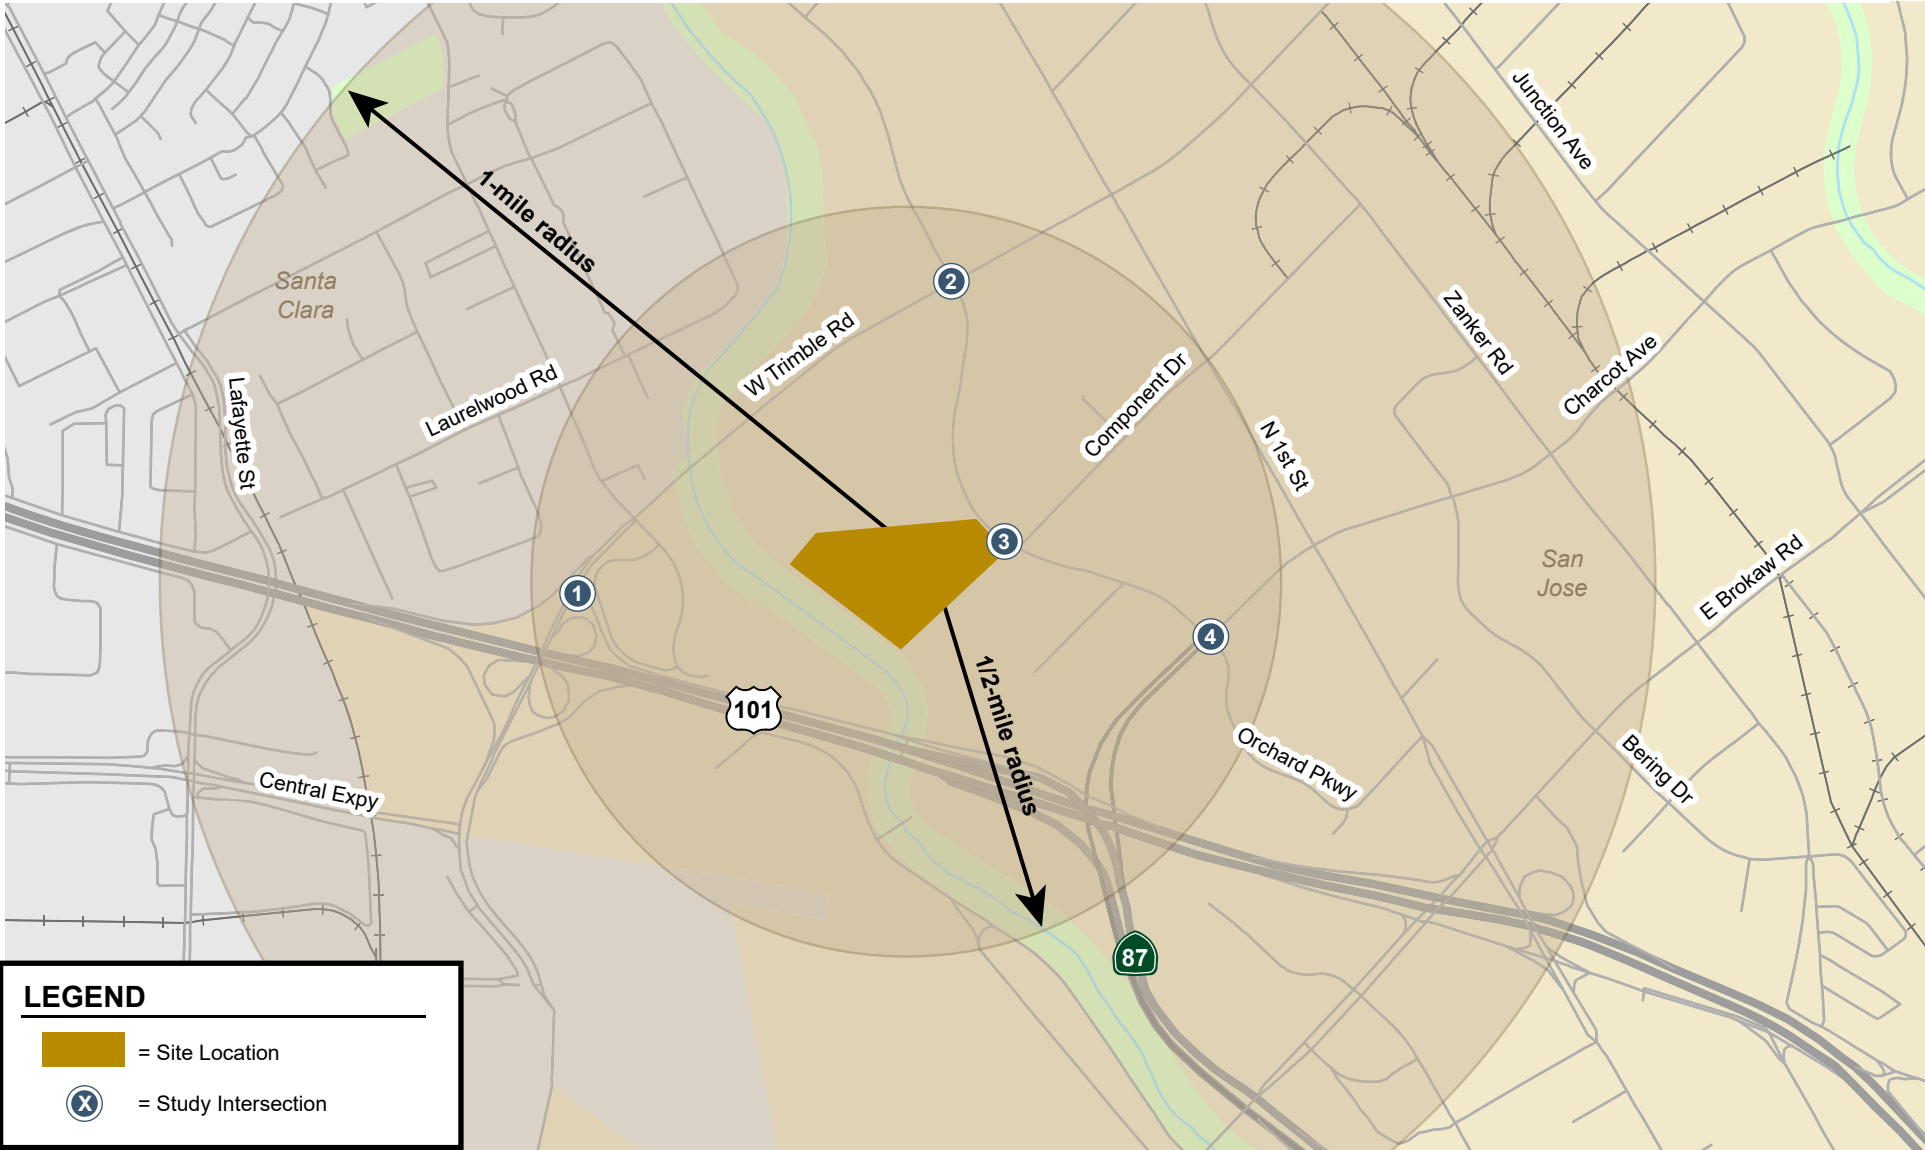 Junction Ave
1-mile radius
Santa
Clara
2
W Trimble Rd
Zanker Rd
Charcot Ave
Component Dr
Laurelwood Rd
Lafayette St
N 1st St
3
San
Jose
E Brokaw Rd
1
4
1/2-mile radius
101
Orchard Pkwy
Bering Dr
Central Expy
87
LEGEND
= Site Location
X
= Study Intersection